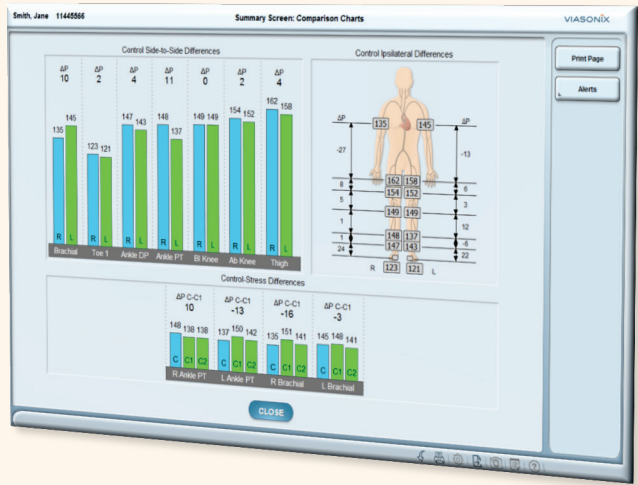 Smith, Jane 11445566
Summary Screen: Comparison Charts
VIASONIX
Print Page
Alerts
Control Side-to-Side Differences
ΔP ΔP ΔP ΔP ΔP ΔP ΔP
10 2 4 11 0 2 4
135 145 123 121 147 143 148 137 149 149 154 152 162 158
R L R L R L R L R L R L R L
Brachial Toe 1 Ankle DP Ankle PT Bl Knee Ab Knee Thigh
Control Ipsilateral Differences
ΔP ΔP
135 145
-27 -13
162 158
8 6
154 152
5 3
149 149
1 12
148 137
1 -6
147 143
24 22
R 123 121 L
Control-Stress Differences
ΔP C-C1 ΔP C-C1 ΔP C-C1 ΔP C-C1
10 -13 -16 -3
148 138 138 137 150 142 135 151 141 145 148 141
C C1 C2 C C1 C2 C C1 C2 C C1 C2
R Ankle PT L Ankle PT R Brachial L Brachial
CLOSE